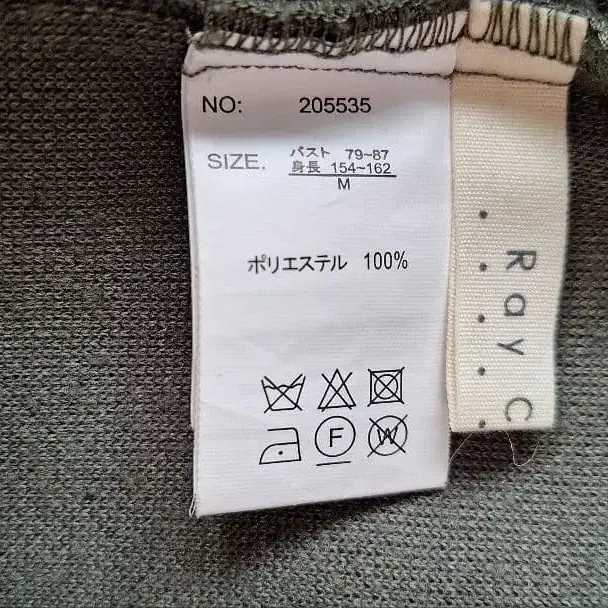 NO: 205535
SIZE. バスト 79~87
身長 154~162
M
ポリエステル 100%
F
W
Ray. C